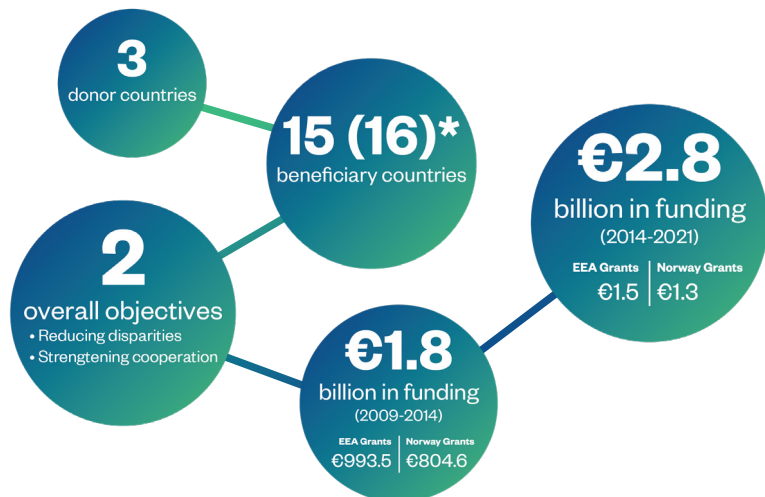 3
donor countries
15 (16)*
beneficiary countries
2
overall objectives
• Reducing disparities
• Strengtening cooperation
€1.8
billion in funding
(2009-2014)
EEA Grants | Norway Grants
€993.5 | €804.6
€2.8
billion in funding
(2014-2021)
EEA Grants | Norway Grants
€1.5 | €1.3